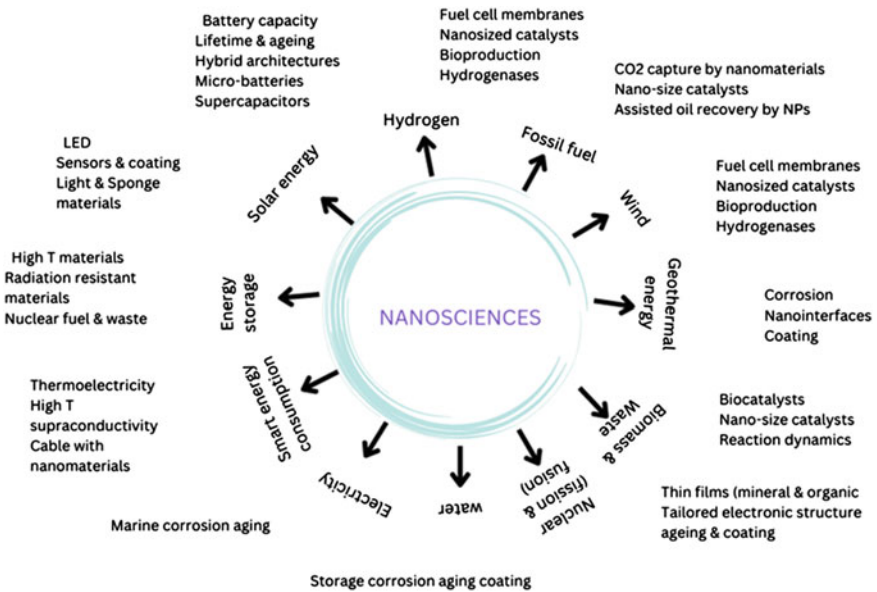 Battery capacity
Lifetime & ageing
Hybrid architectures
Micro-batteries
Supercapacitors
Fuel cell membranes
Nanosized catalysts
Bioproduction
Hydrogenases
CO2 capture by nanomaterials
Nano-size catalysts
Assisted oil recovery by NPs
Hydrogen
Fossil fuel
LED
Sensors & coating
Light & Sponge
materials
Solar energy
Wind
Fuel cell membranes
Nanosized catalysts
Bioproduction
Hydrogenases
High T materials
Radiation resistant
materials
Nuclear fuel & waste
Energy
storage
NANOSCIENCES
Geothermal
energy
Corrosion
Nanointerfaces
Coating
Thermoelectricity
High T
supraconductivity
Cable with
nanomaterials
Smart energy
consumption
Biomass &
Waste
Biocatalysts
Nano-size catalysts
Reaction dynamics
Electricity
water
Nuclear
(fission &
fusion)
Thin films (mineral & organic
Tailored electronic structure
ageing & coating
Marine corrosion aging
Storage corrosion aging coating